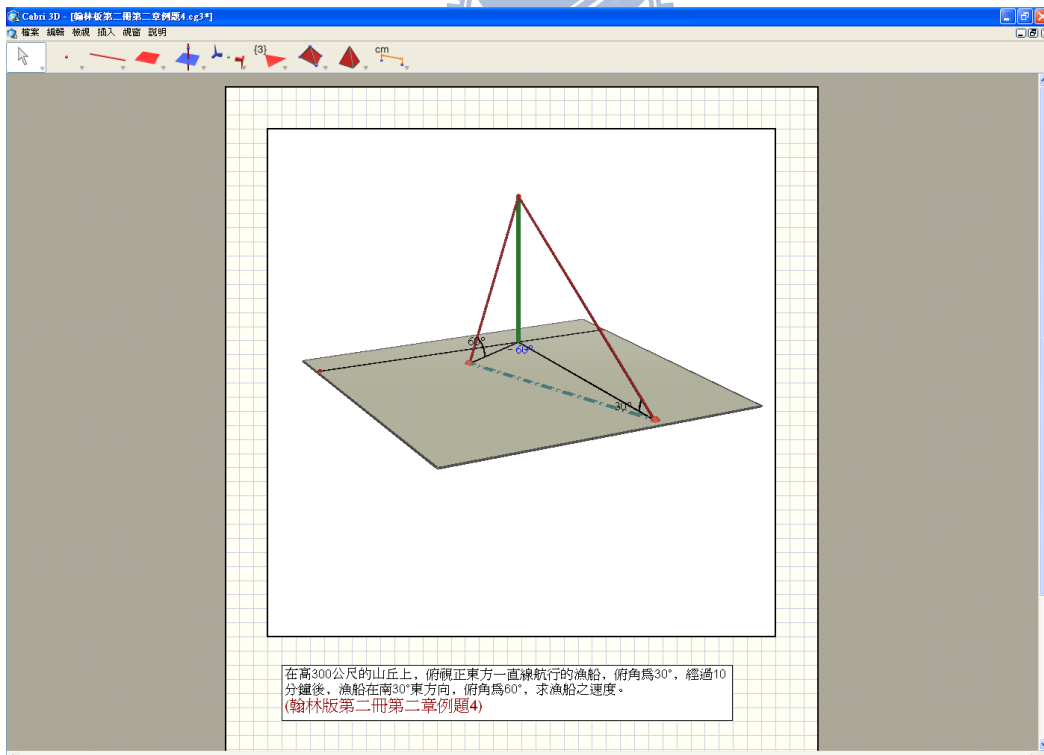 Cabri 3D - [翰林板第二冊第二章例題4.cg3*]
檔案 編輯 檢視 插入 視窗 說明
{3}
cm
60°
60°
30°
在高300公尺的山丘上，俯視正東方一直線航行的漁船，俯角為30°，經過10
分鐘後，漁船在南30°東方向，俯角為60°，求漁船之速度。
(翰林版第二冊第二章例題4)